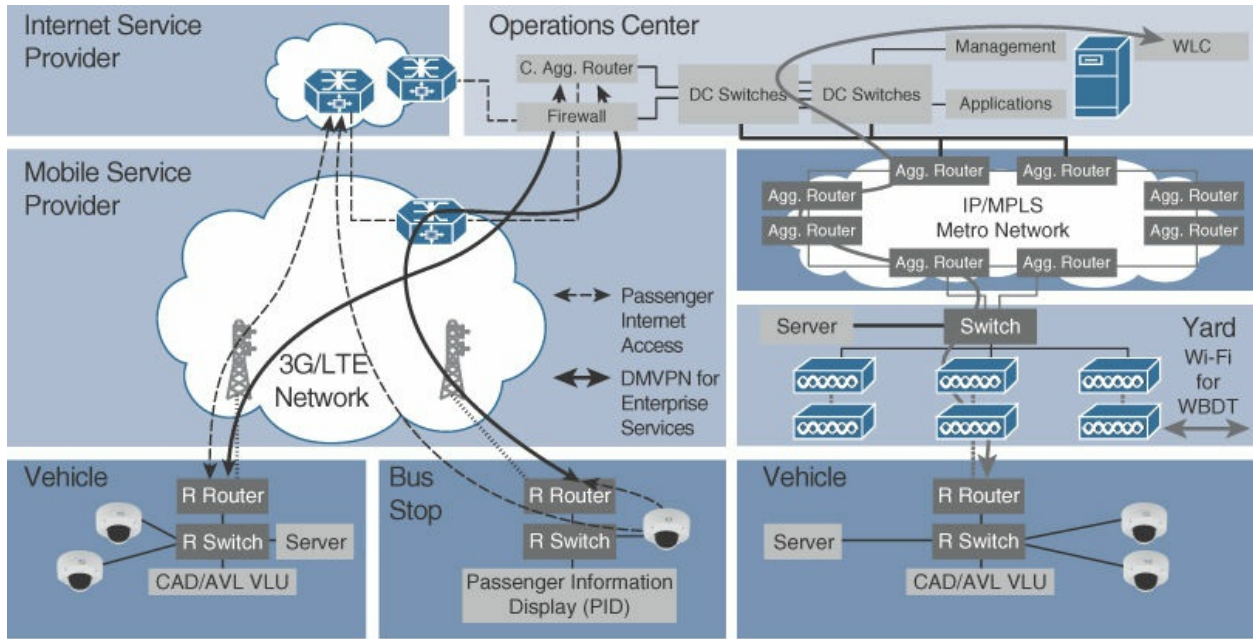 Internet Service
Provider
Operations Center
C. Agg. Router
Firewall
DC Switches
DC Switches
Management
Applications
WLC
Mobile Service
Provider
3G/LTE
Network
Passenger
Internet
Access
DMVPN for
Enterprise
Services
Agg. Router
Agg. Router
Agg. Router
Agg. Router
IP/MPLS
Metro Network
Agg. Router
Agg. Router
Agg. Router
Agg. Router
Server
Switch
Yard
Wi-Fi
for
WBDT
Vehicle
R Router
R Switch
Server
CAD/AVL VLU
Bus
Stop
R Router
R Switch
Passenger Information
Display (PID)
Vehicle
R Router
Server
R Switch
CAD/AVL VLU